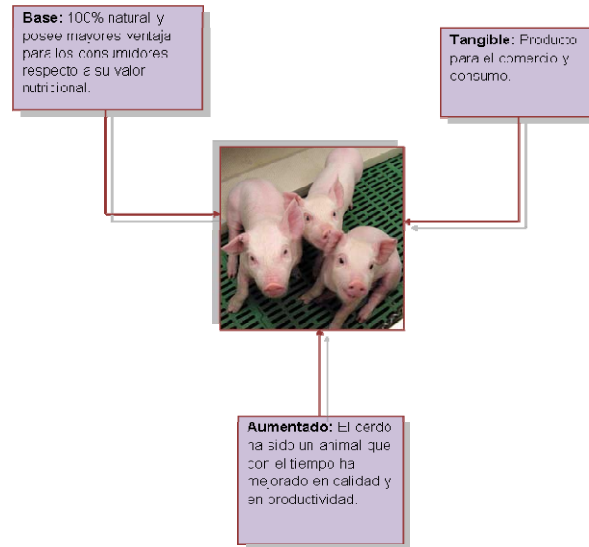 Base: 100% natural y
posee mayores ventaja
para los consumidores
respecto a su valor
nutricional.
Tangible: Producto
para el comercio y
consumo.
Aumentado: El cerdo
ha sido un animal que
con el tiempo ha
mejorado en calidad y
en productividad.